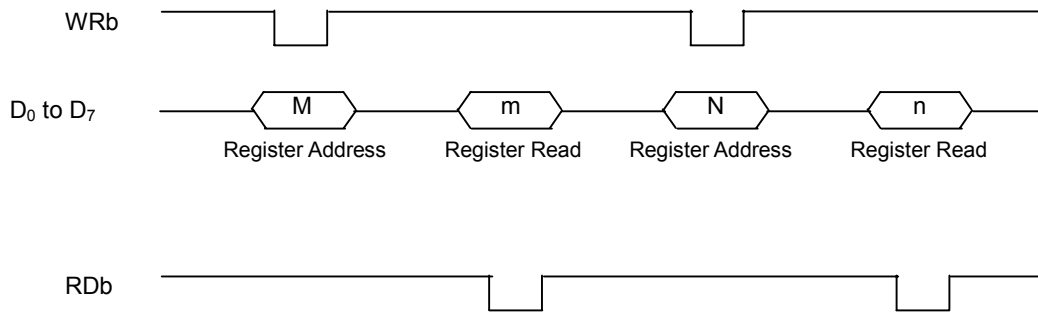 WRb
D₀ to D₇ M m N n
Register Address Register Read Register Address Register Read
RDb